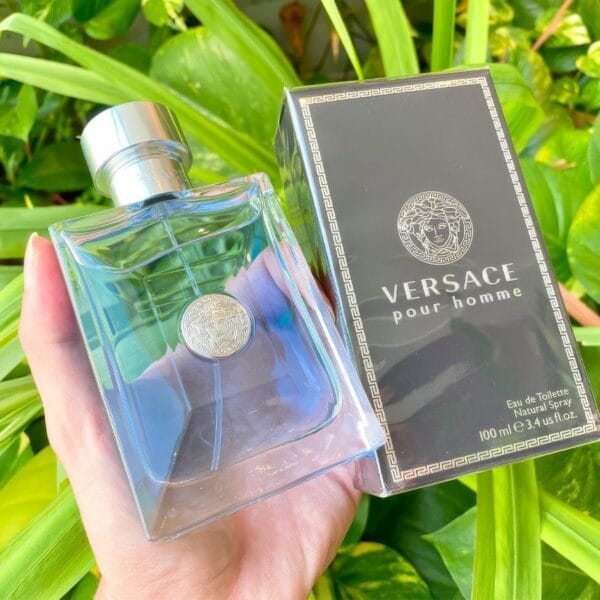 VERSACE
pour homme
Eau de Toilette
Natural Spray
100 ml e 3.4 us fl.oz.